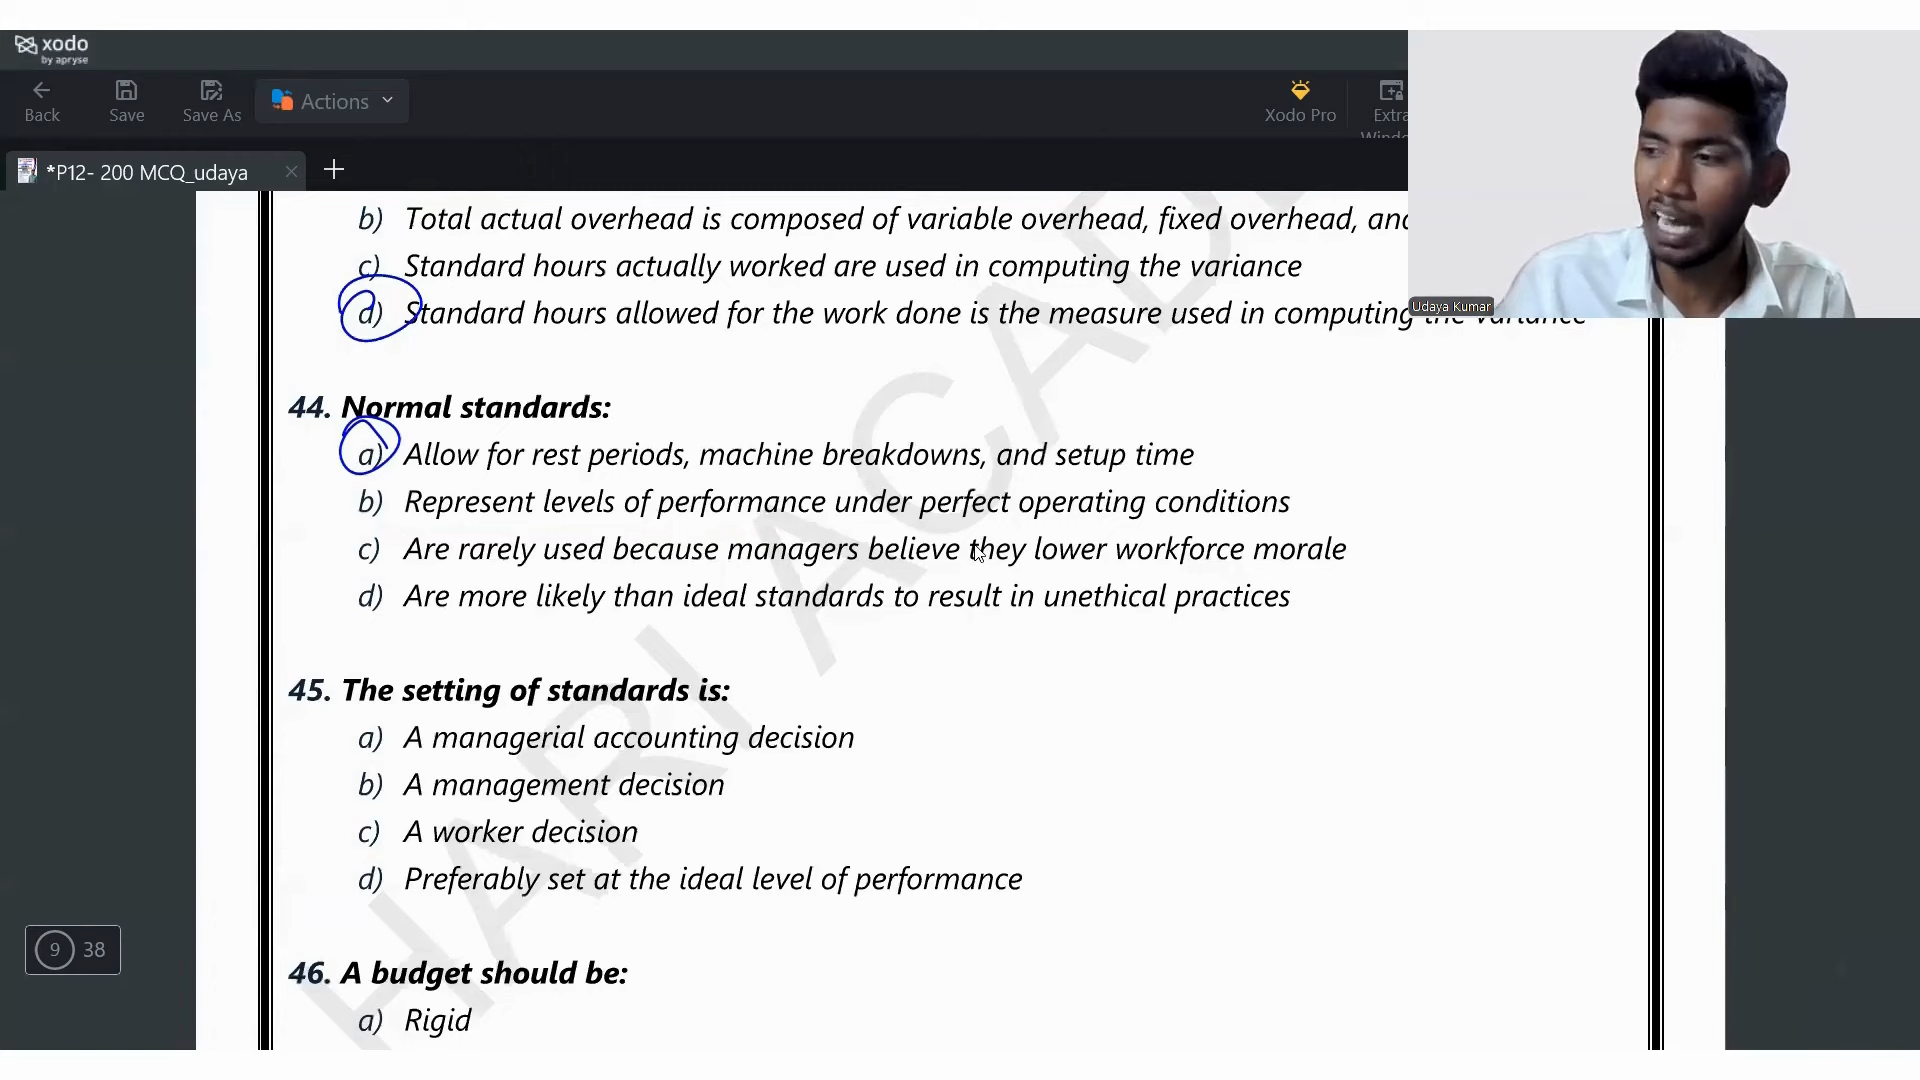 xodo
by apryse
Back
Save
Save As
Actions
Xodo Pro
Extra
*P12- 200 MCQ_udaya
Udaya Kumar
b) Total actual overhead is composed of variable overhead, fixed overhead, and
c) Standard hours actually worked are used in computing the variance
d) Standard hours allowed for the work done is the measure used in computing the variance
44. Normal standards:
a) Allow for rest periods, machine breakdowns, and setup time
b) Represent levels of performance under perfect operating conditions
c) Are rarely used because managers believe they lower workforce morale
d) Are more likely than ideal standards to result in unethical practices
45. The setting of standards is:
a) A managerial accounting decision
b) A management decision
c) A worker decision
d) Preferably set at the ideal level of performance
46. A budget should be:
a) Rigid
9 38
HARI ACADE